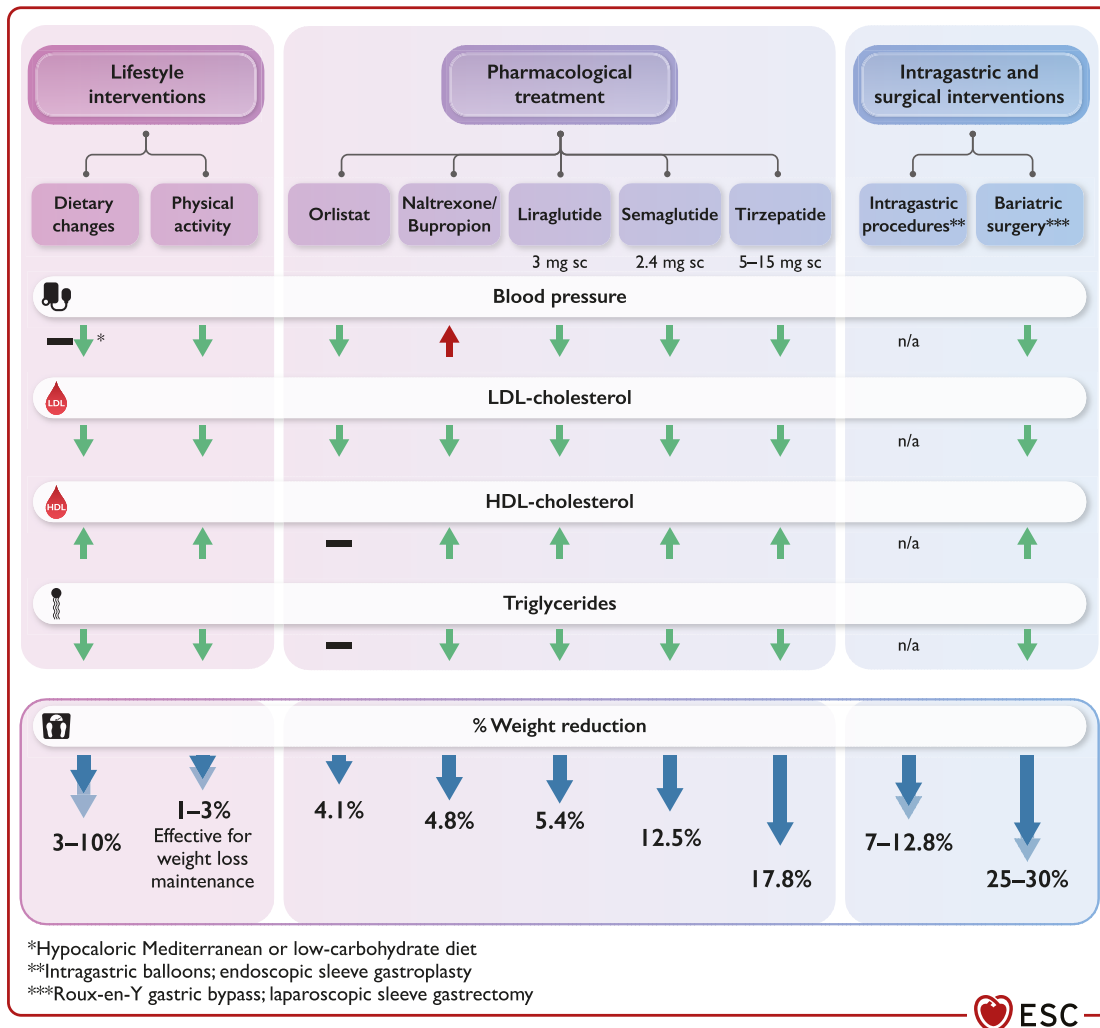 Lifestyle
interventions
Pharmacological
treatment
Intragastric and
surgical interventions
Dietary
changes
Physical
activity
Orlistat
Naltrexone/
Bupropion
Liraglutide
Semaglutide
Tirzepatide
Intragastric
procedures**
Bariatric
surgery***
3 mg sc
2.4 mg sc
5–15 mg sc
Blood pressure
*
n/a
LDL
LDL-cholesterol
n/a
HDL
HDL-cholesterol
n/a
Triglycerides
n/a
% Weight reduction
3–10%
1–3%
Effective for
weight loss
maintenance
4.1%
4.8%
5.4%
12.5%
17.8%
7–12.8%
25–30%
*Hypocaloric Mediterranean or low-carbohydrate diet
**Intragastric balloons; endoscopic sleeve gastroplasty
***Roux-en-Y gastric bypass; laparoscopic sleeve gastrectomy
ESC